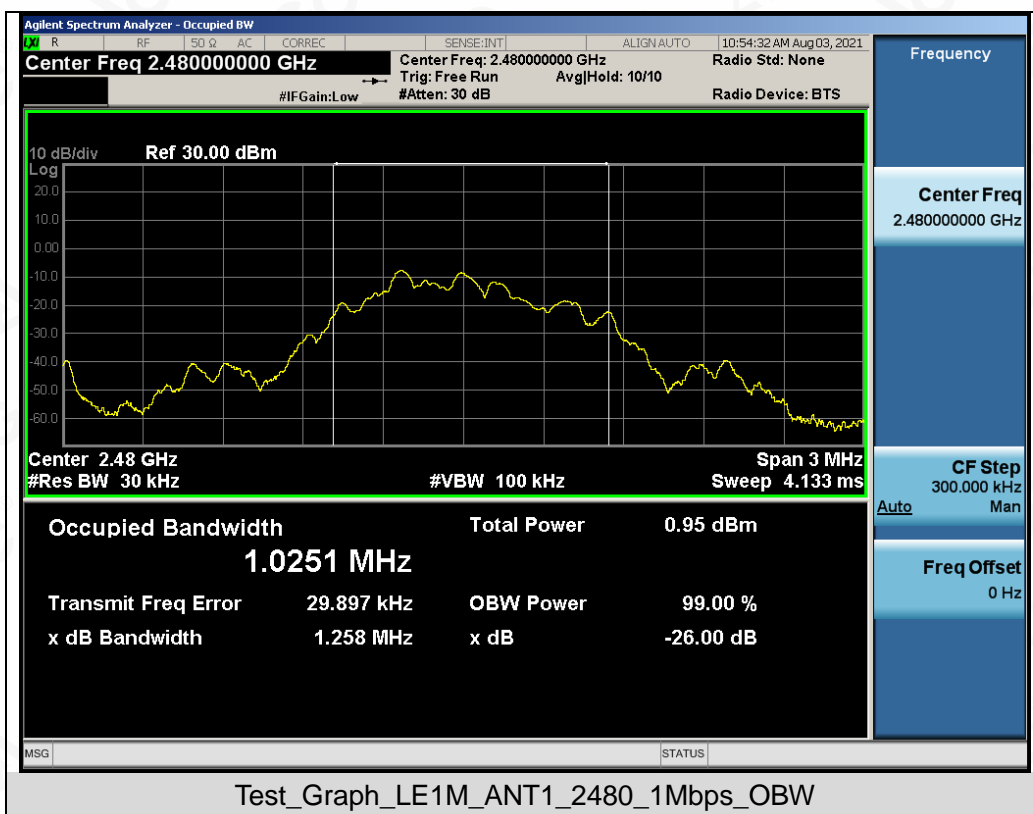 Agilent Spectrum Analyzer - Occupied BW
LXI R RF 50 Ω AC CORREC SENSE:INT ALIGNAUTO 10:54:32 AM Aug 03, 2021
Center Freq 2.480000000 GHz
Center Freq: 2.480000000 GHz Radio Std: None
Trig: Free Run Avg|Hold: 10/10
#IFGain:Low #Atten: 30 dB Radio Device: BTS
10 dB/div Ref 30.00 dBm
Log
20.0
10.0
0.00
-10.0
-20.0
-30.0
-40.0
-50.0
-60.0
Center 2.48 GHz Span 3 MHz
#Res BW 30 kHz #VBW 100 kHz Sweep 4.133 ms
Occupied Bandwidth Total Power 0.95 dBm
1.0251 MHz
Transmit Freq Error 29.897 kHz OBW Power 99.00 %
x dB Bandwidth 1.258 MHz x dB -26.00 dB
Frequency
Center Freq
2.480000000 GHz
CF Step
300.000 kHz
Auto Man
Freq Offset
0 Hz
MSG STATUS
Test_Graph_LE1M_ANT1_2480_1Mbps_OBW